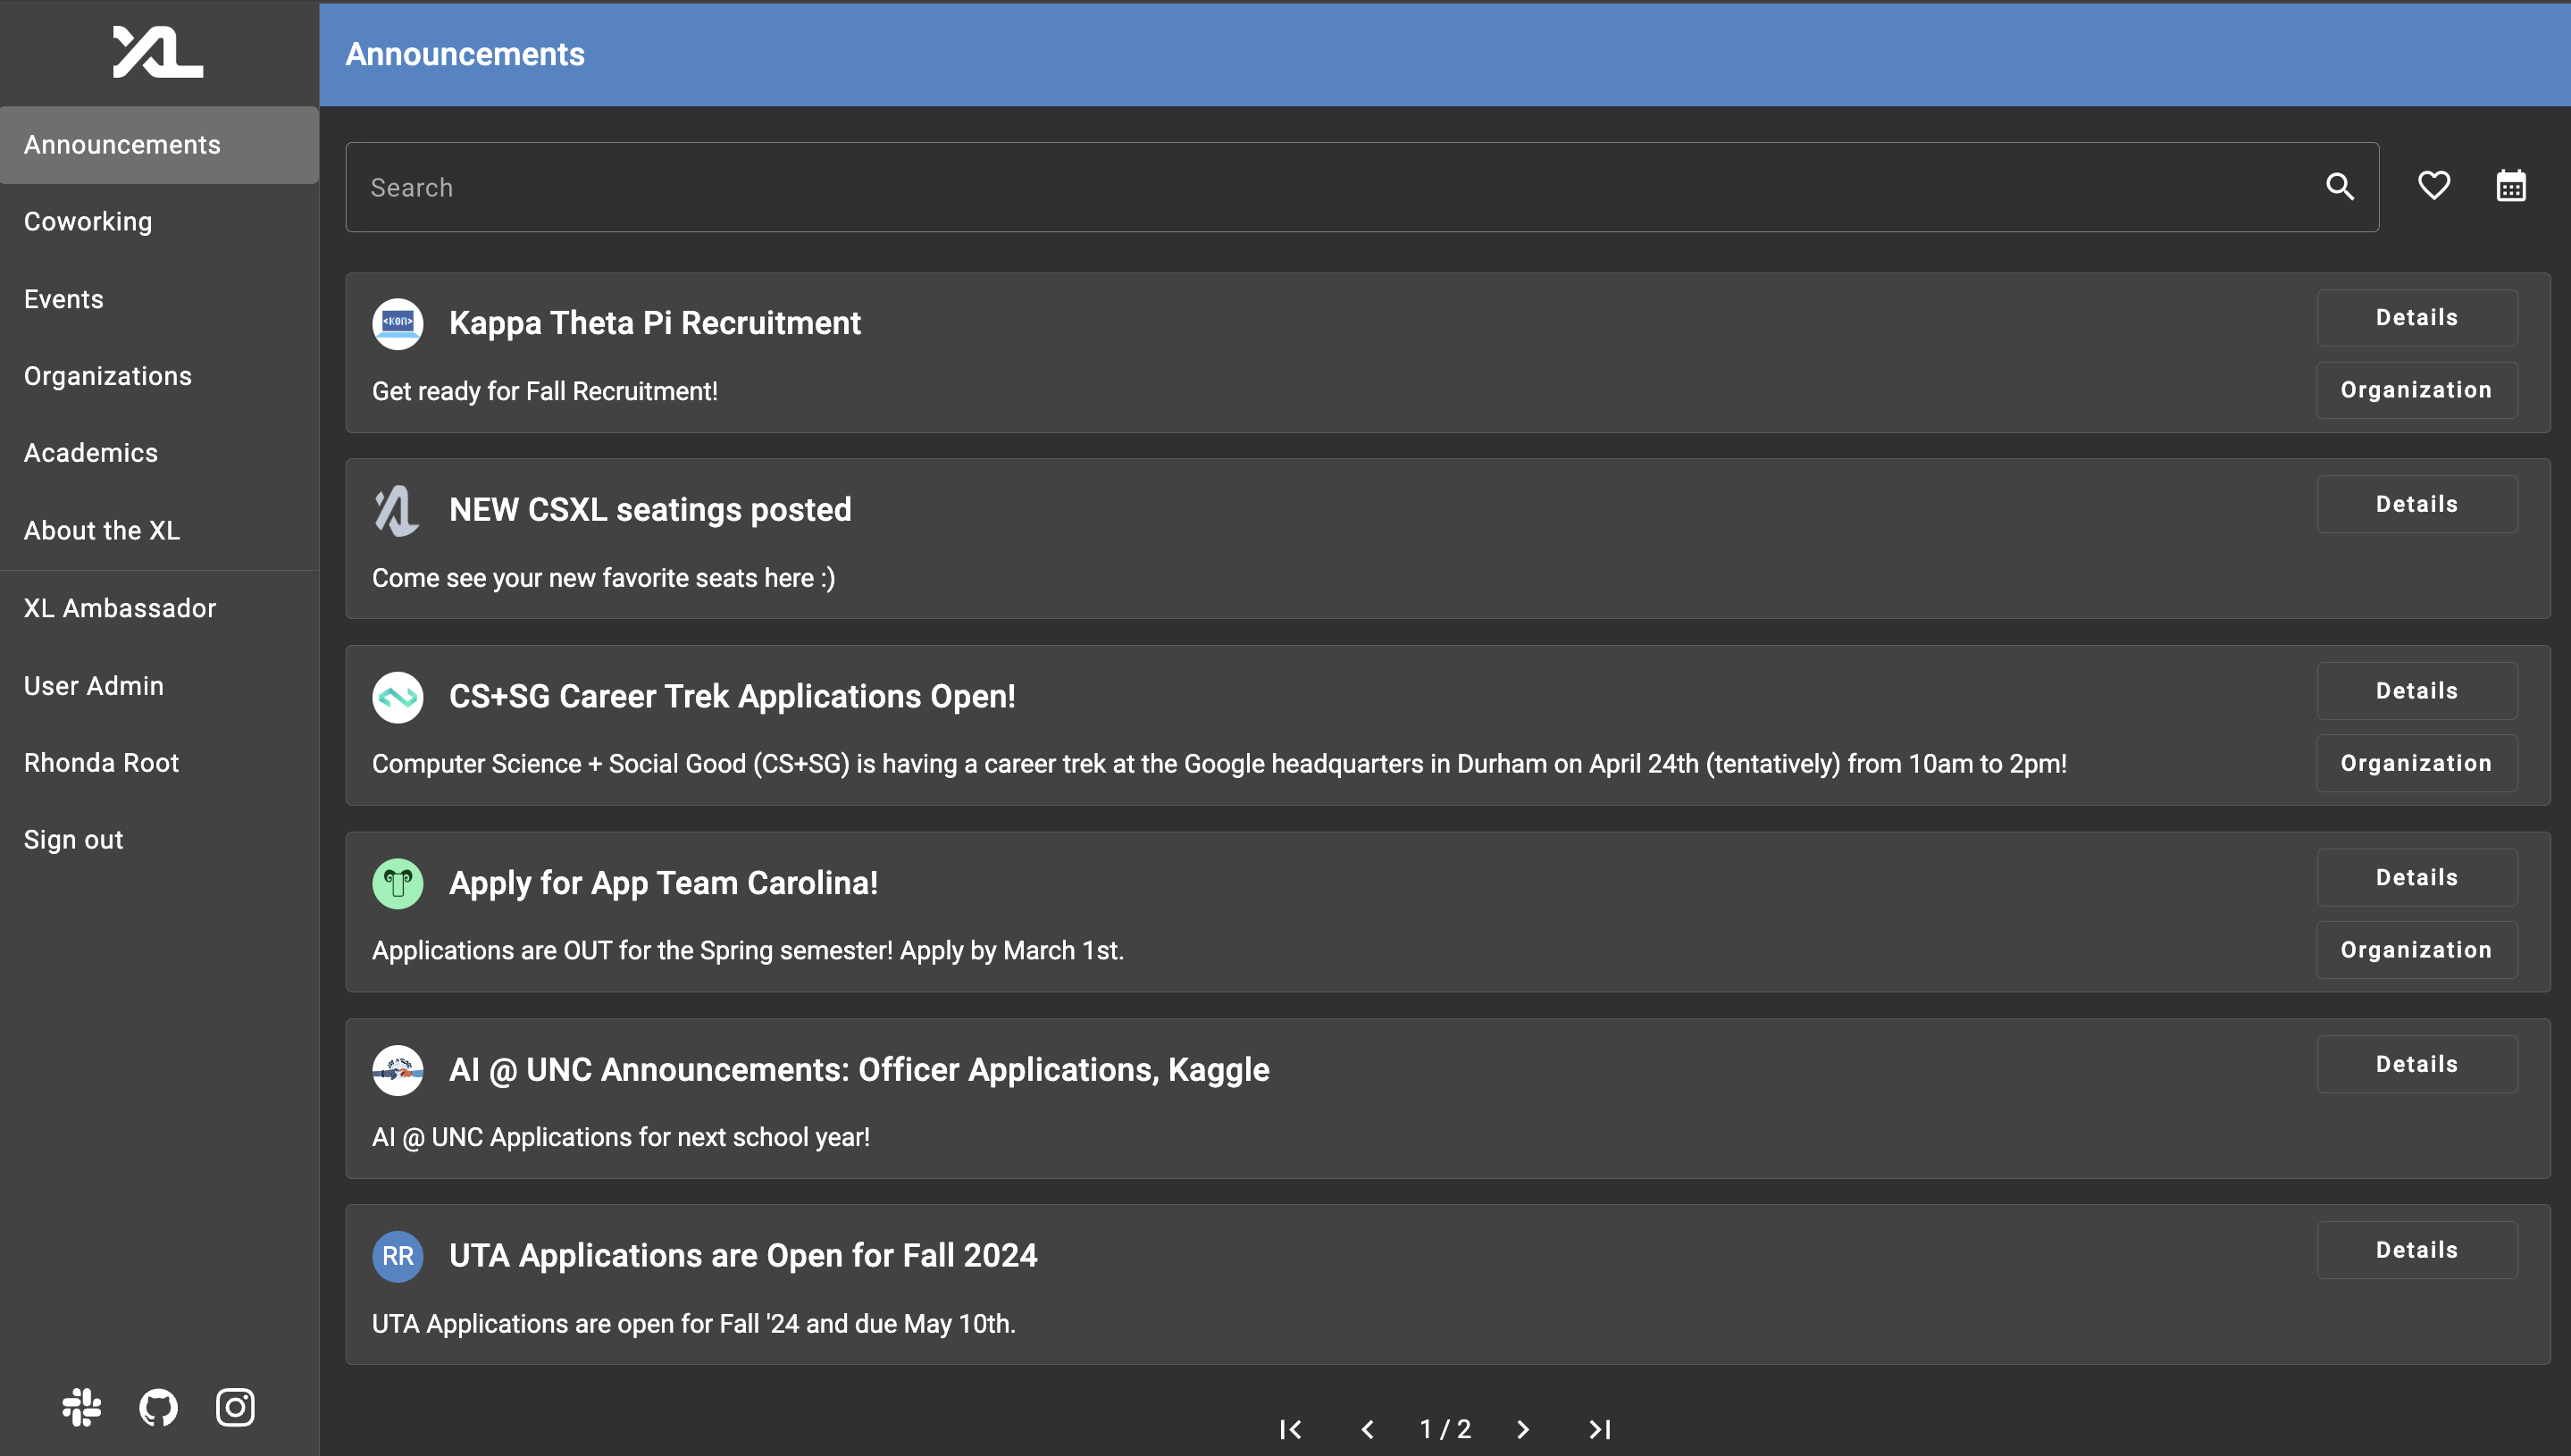 XL
Announcements
Announcements
Coworking
Events
Organizations
Academics
About the XL
XL Ambassador
User Admin
Rhonda Root
Sign out
Search
Kappa Theta Pi Recruitment
Details
Get ready for Fall Recruitment!
Organization
NEW CSXL seatings posted
Details
Come see your new favorite seats here :)
CS+SG Career Trek Applications Open!
Details
Computer Science + Social Good (CS+SG) is having a career trek at the Google headquarters in Durham on April 24th (tentatively) from 10am to 2pm!
Organization
Apply for App Team Carolina!
Details
Applications are OUT for the Spring semester! Apply by March 1st.
Organization
AI @ UNC Announcements: Officer Applications, Kaggle
Details
AI @ UNC Applications for next school year!
RR
UTA Applications are Open for Fall 2024
Details
UTA Applications are open for Fall '24 and due May 10th.
1 / 2